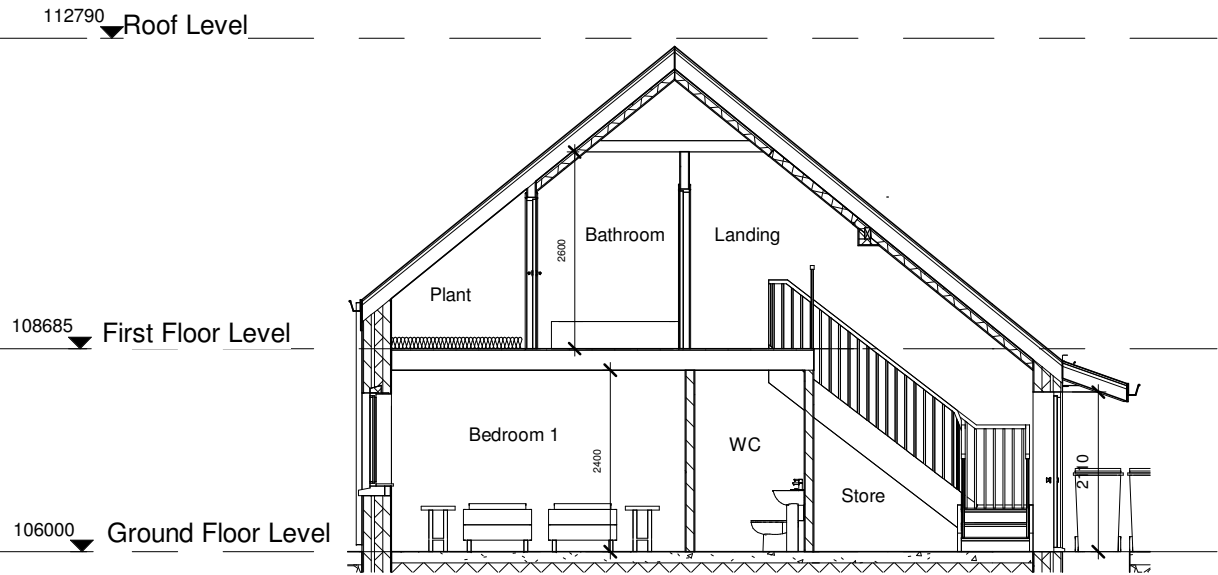 112790 Roof Level
Bathroom Landing
2600
Plant
108685 First Floor Level
Bedroom 1 WC
2400
2110
Store
106000 Ground Floor Level